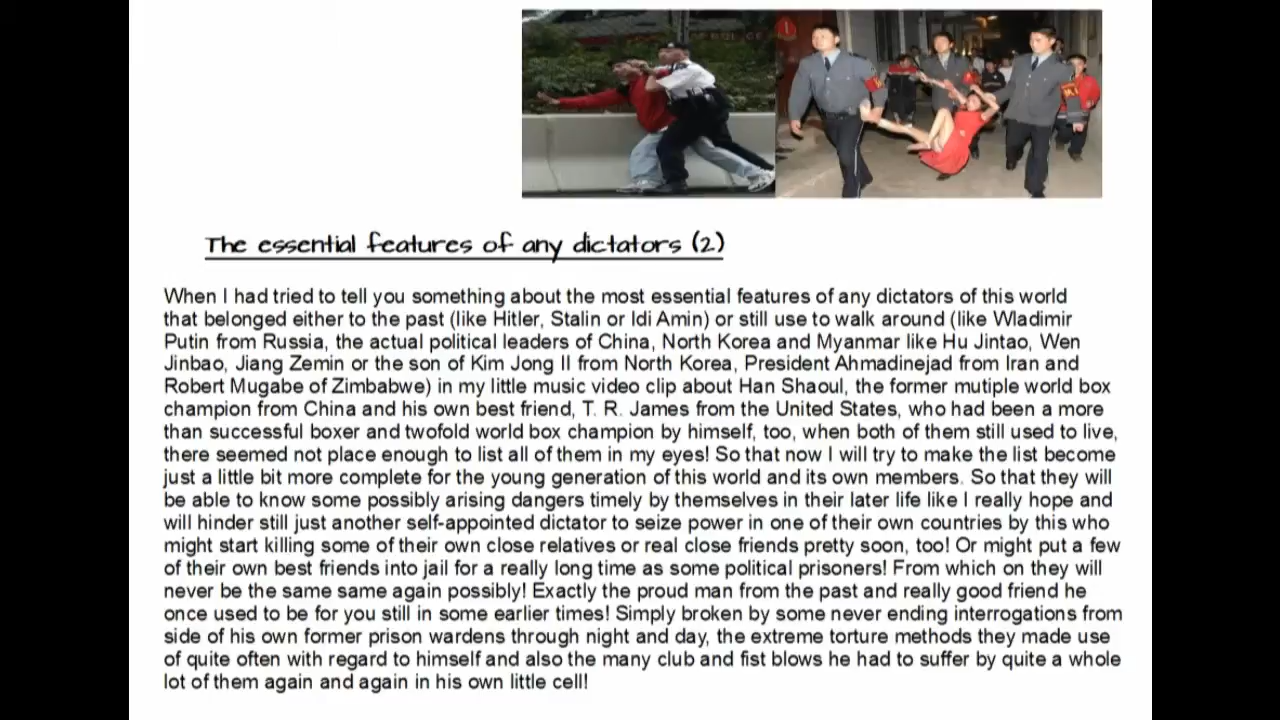 The essential features of any dictators (2)
When I had tried to tell you something about the most essential features of any dictators of this world
that belonged either to the past (like Hitler, Stalin or Idi Amin) or still use to walk around (like Wladimir
Putin from Russia, the actual political leaders of China, North Korea and Myanmar like Hu Jintao, Wen
Jinbao, Jiang Zemin or the son of Kim Jong Il from North Korea, President Ahmadinejad from Iran and
Robert Mugabe of Zimbabwe) in my little music video clip about Han Shaoul, the former mutiple world box
champion from China and his own best friend, T. R. James from the United States, who had been a more
than successful boxer and twofold world box champion by himself, too, when both of them still used to live,
there seemed not place enough to list all of them in my eyes! So that now I will try to make the list become
just a little bit more complete for the young generation of this world and its own members. So that they will
be able to know some possibly arising dangers timely by themselves in their later life like I really hope and
will hinder still just another self-appointed dictator to seize power in one of their own countries by this who
might start killing some of their own close relatives or real close friends pretty soon, too! Or might put a few
of their own best friends into jail for a really long time as some political prisoners! From which on they will
never be the same same again possibly! Exactly the proud man from the past and really good friend he
once used to be for you still in some earlier times! Simply broken by some never ending interrogations from
side of his own former prison wardens through night and day, the extreme torture methods they made use
of quite often with regard to himself and also the many club and fist blows he had to suffer by quite a whole
lot of them again and again in his own little cell!